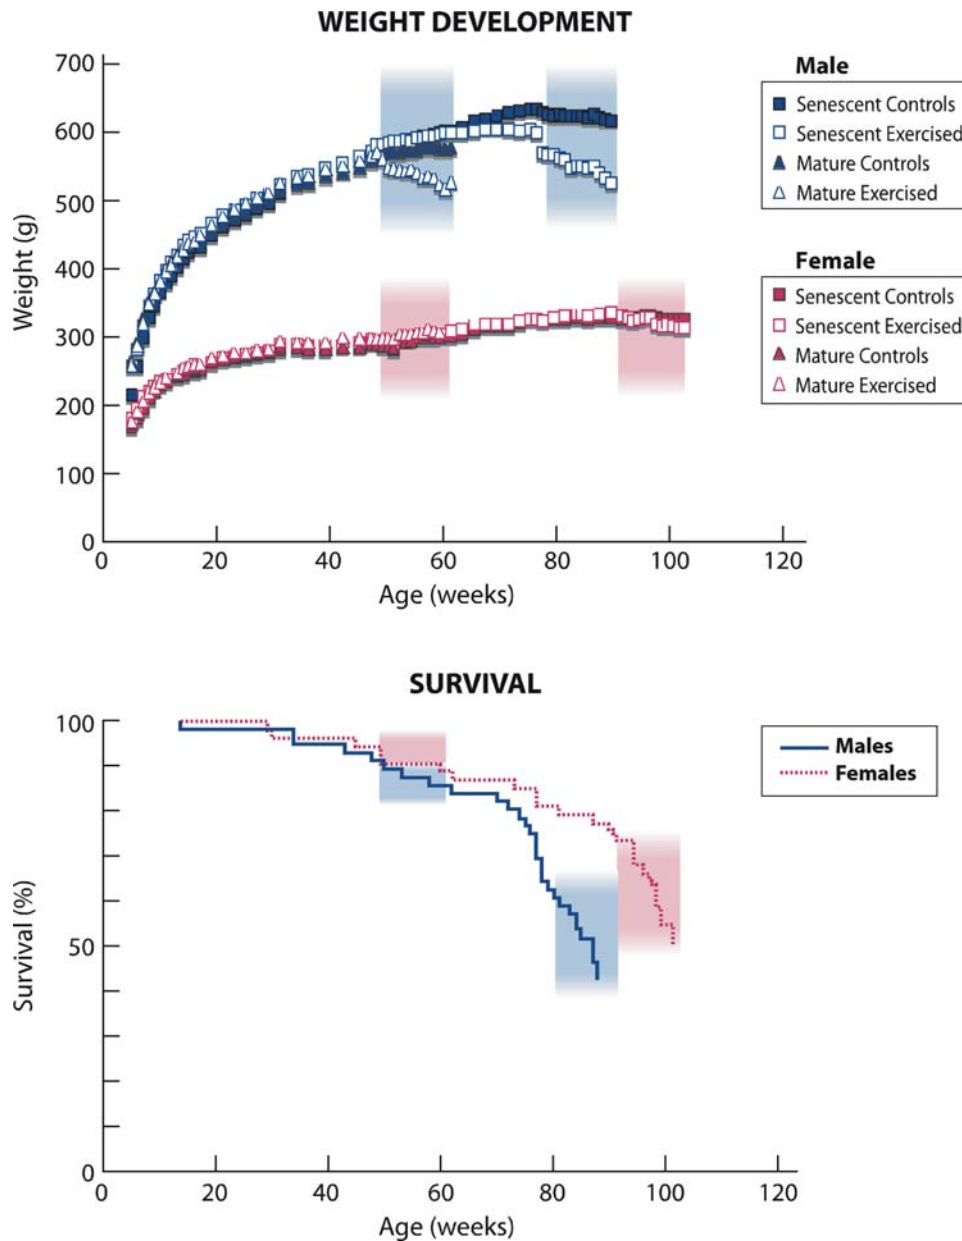 WEIGHT DEVELOPMENT
700
600
500
400
300
200
100
0
Weight (g)
20
40
60
80
100
120
Age (weeks)
Male
Senescent Controls
Senescent Exercised
Mature Controls
Mature Exercised
Female
Senescent Controls
Senescent Exercised
Mature Controls
Mature Exercised
SURVIVAL
100
50
0
Survival (%)
0
20
40
60
80
100
120
Age (weeks)
Males
Females